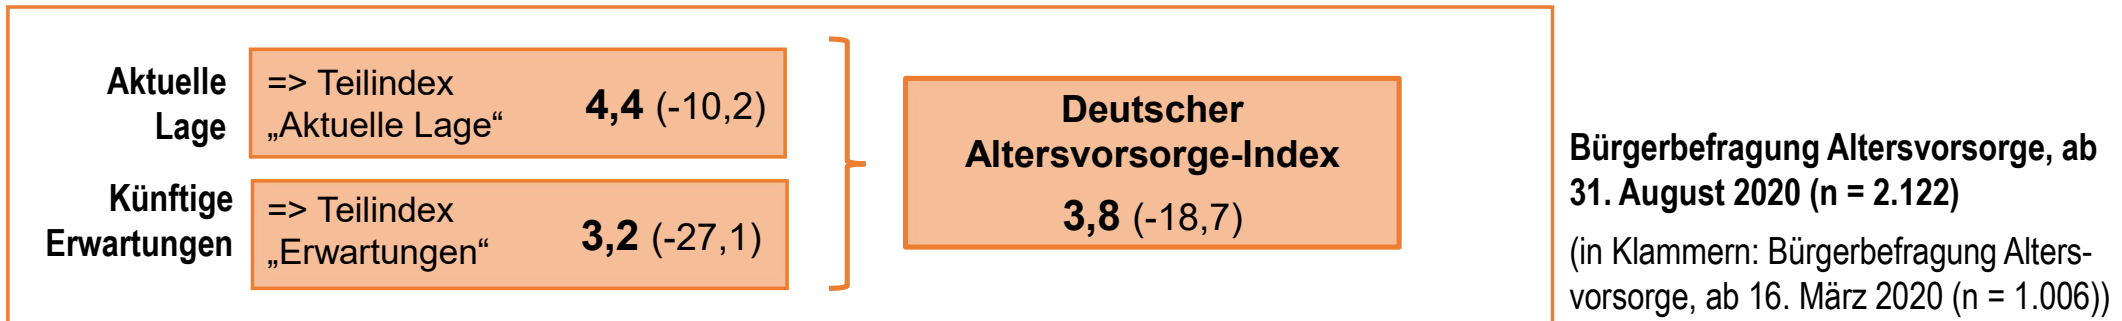 Aktuelle
Lage
=> Teilindex
„Aktuelle Lage“
4,4 (-10,2)
Künftige
Erwartungen
=> Teilindex
„Erwartungen“
3,2 (-27,1)
Deutscher
Altersvorsorge-Index
3,8 (-18,7)
Bürgerbefragung Altersvorsorge, ab
31. August 2020 (n = 2.122)
(in Klammern: Bürgerbefragung Alters-
vorsorge, ab 16. März 2020 (n = 1.006))